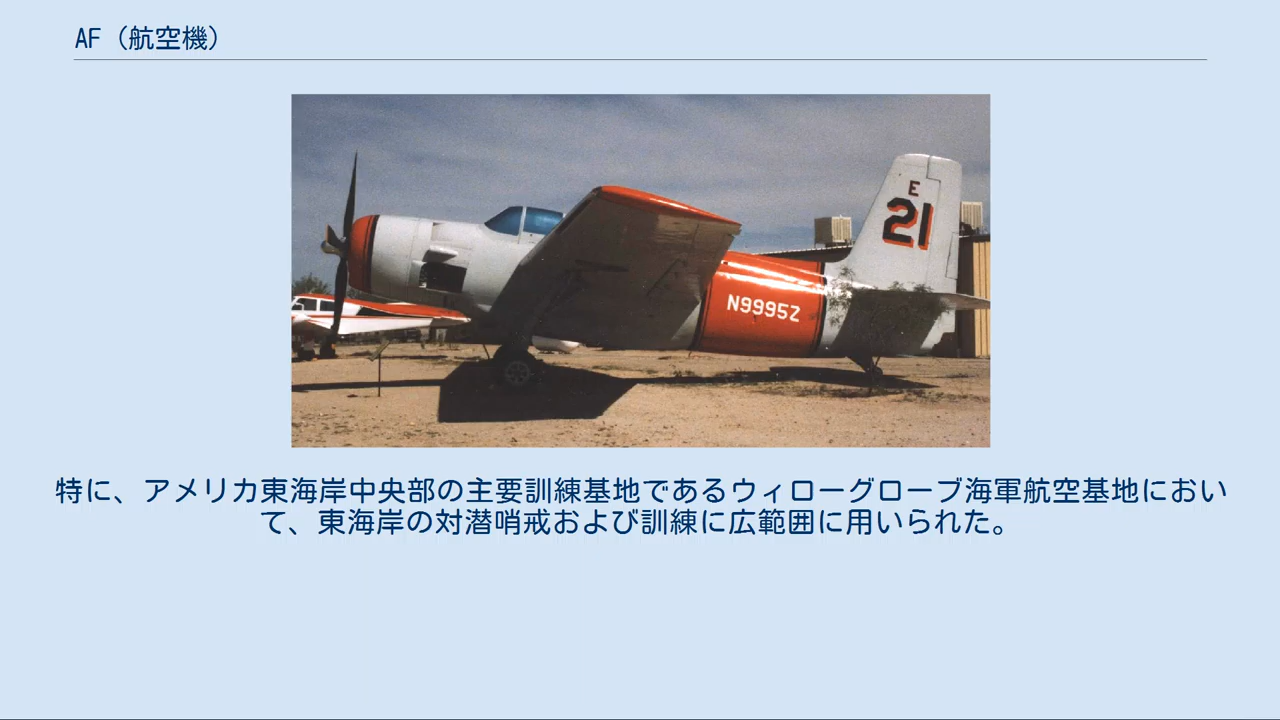 AF（航空機）
E
21
N9995Z
特に、アメリカ東海岸中央部の主要訓練基地であるウィローグローブ海軍航空基地におい
て、東海岸の対潜哨戒および訓練に広範囲に用いられた。